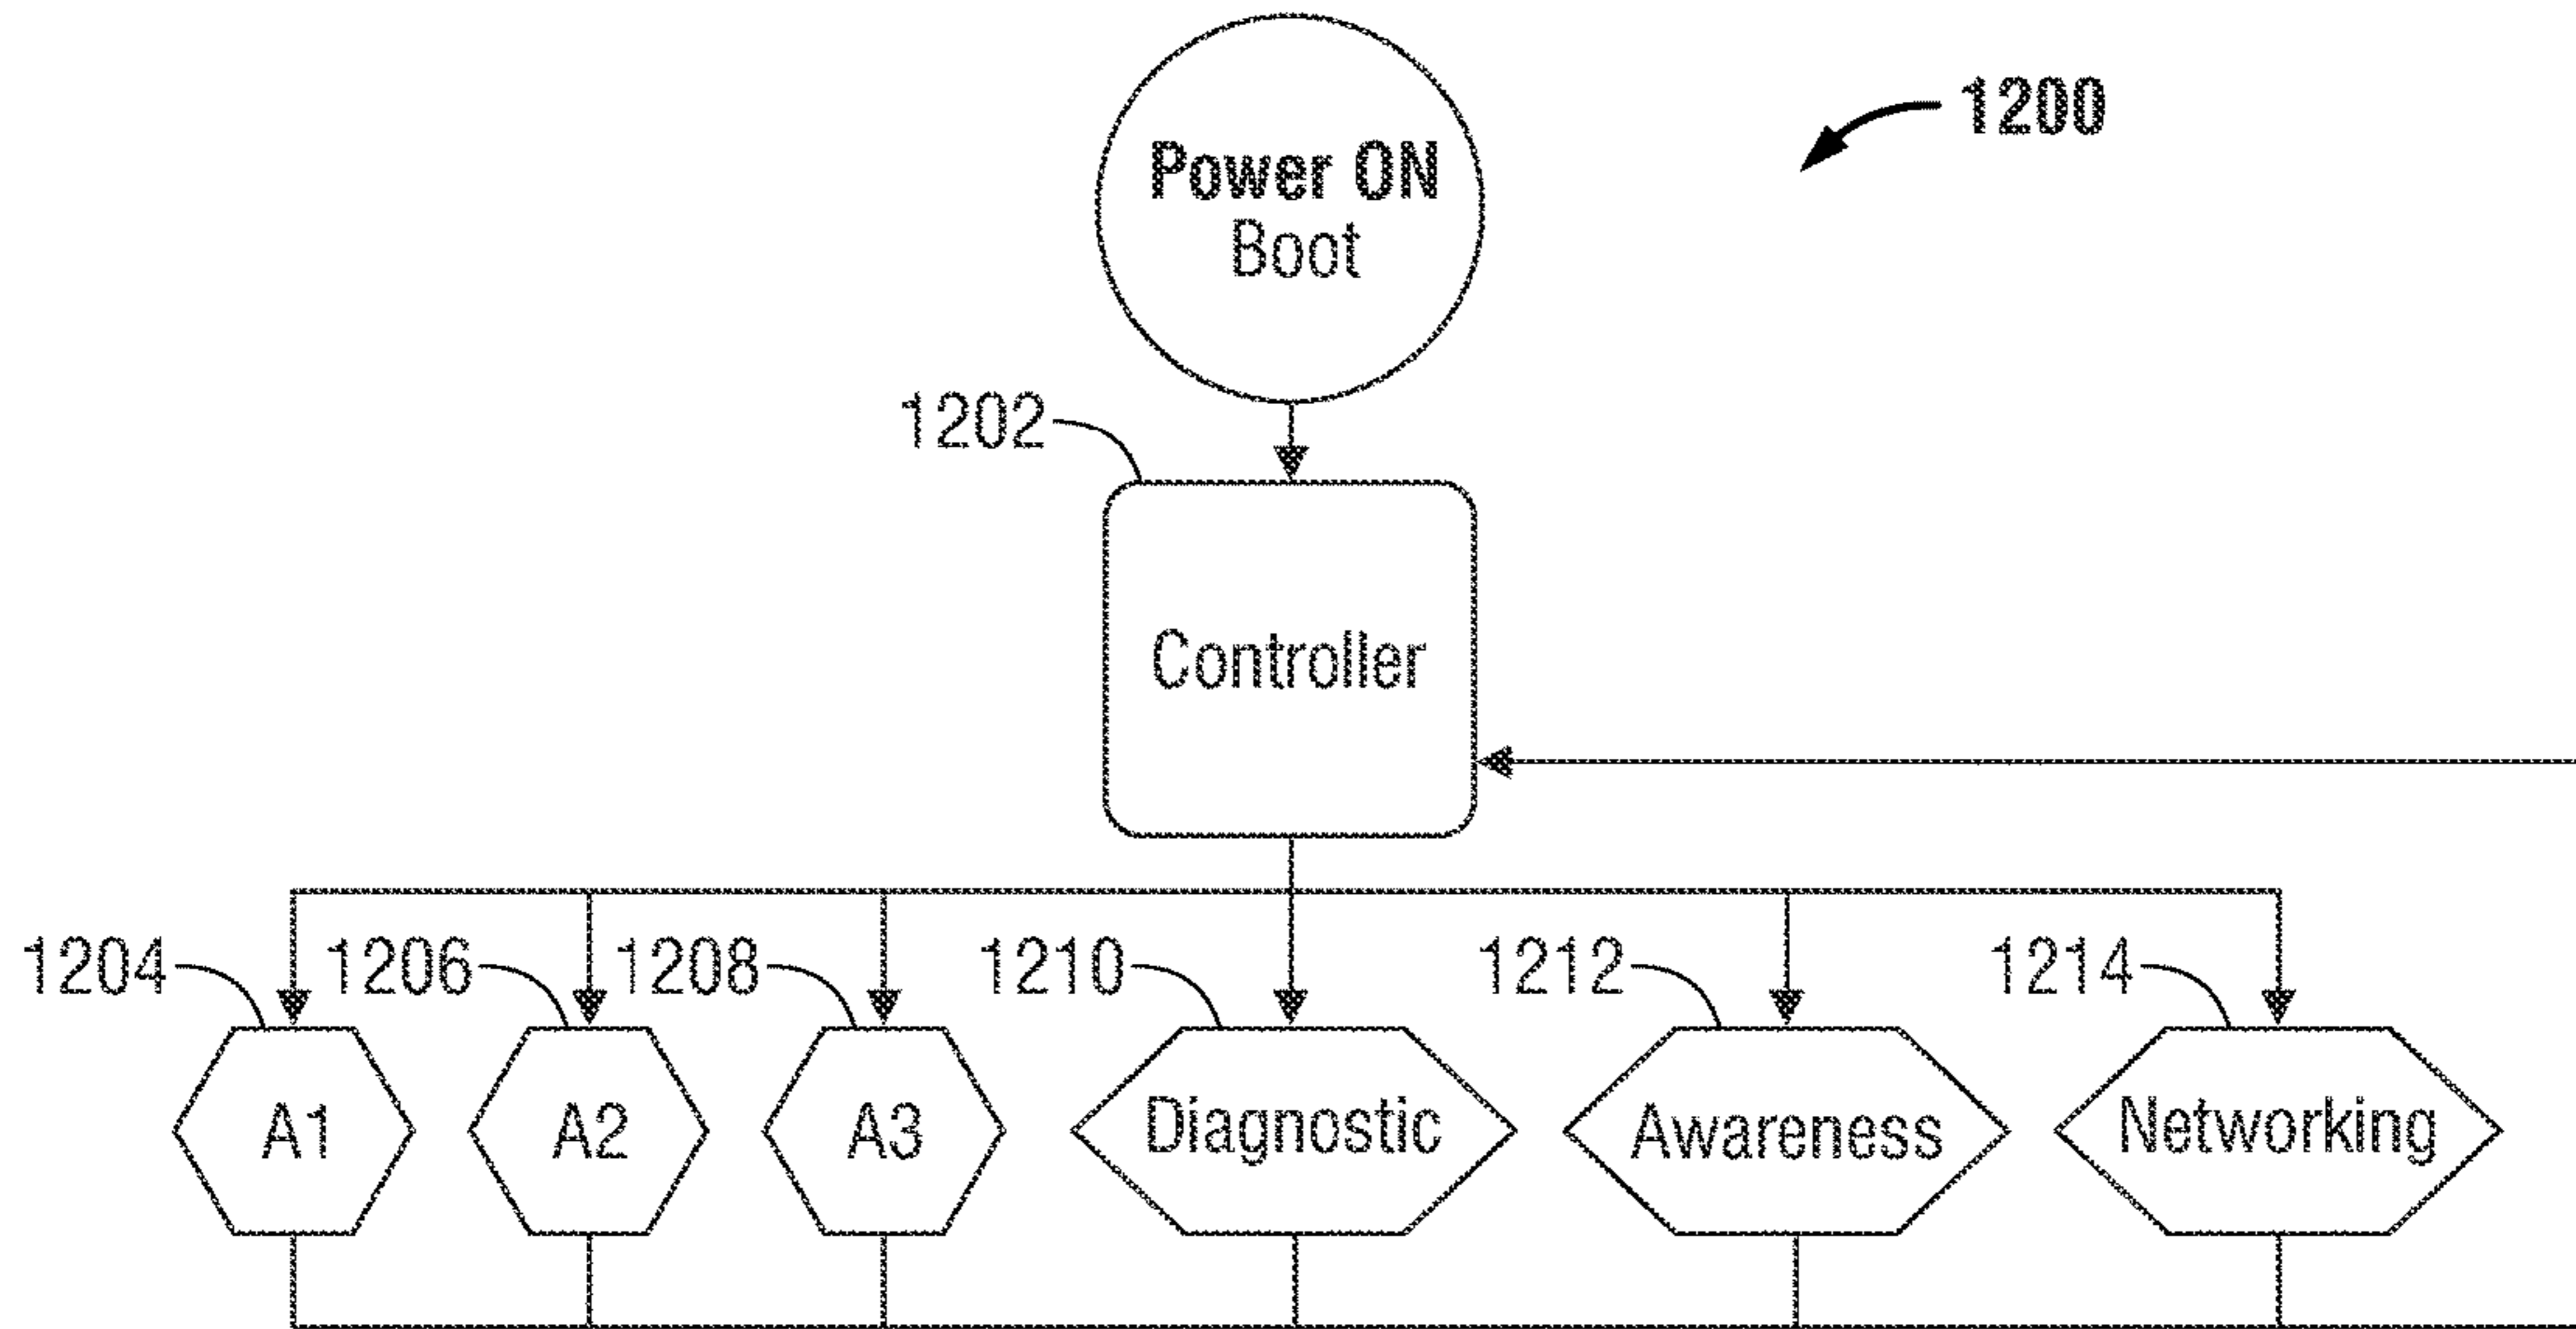 1200
Power ON
Boot
1202
Controller
1204
1206
1208
1210
1212
1214
A1
A2
A3
Diagnostic
Awareness
Networking